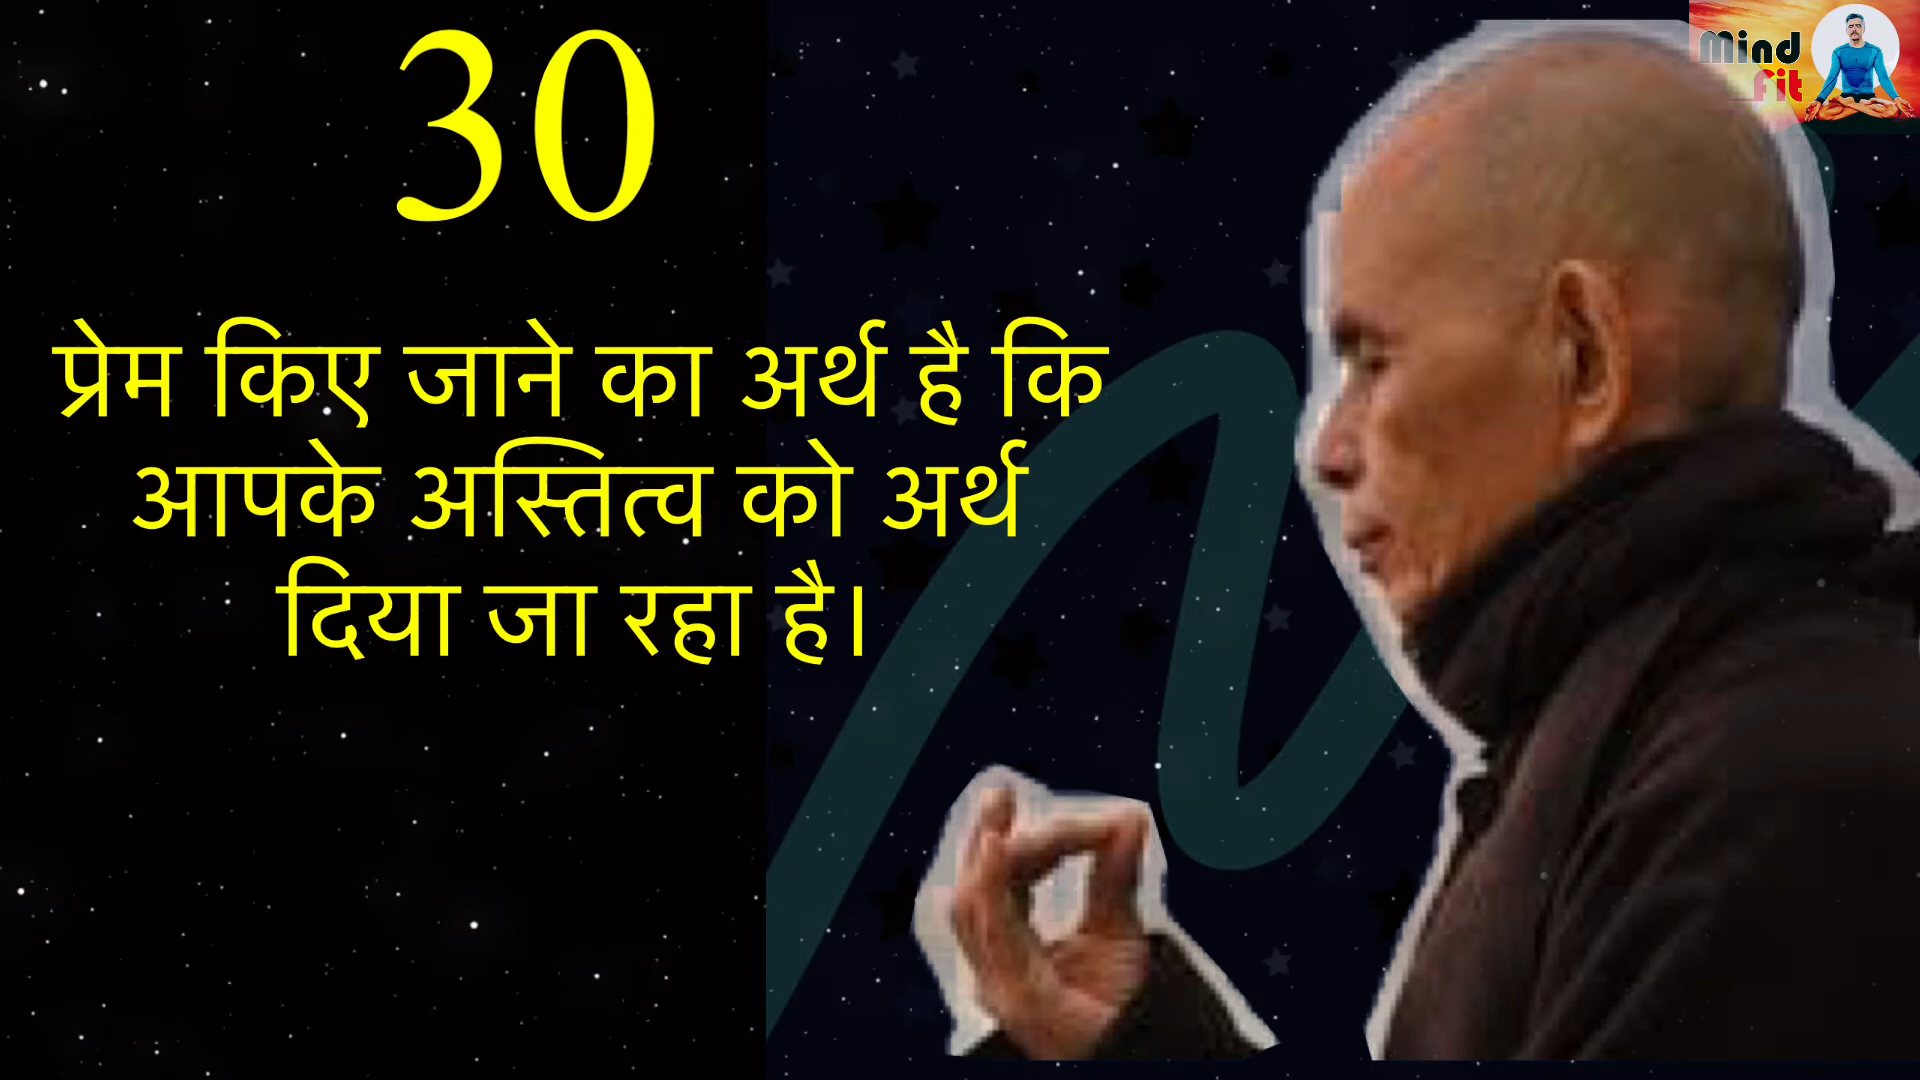 30
Mind
Fit
प्रेम किए जाने का अर्थ है कि
आपके अस्तित्व को अर्थ
दिया जा रहा है।